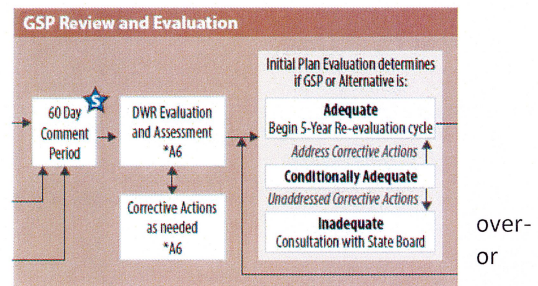 GSP Review and Evaluation
S
60 Day
Comment
Period
DWR Evaluation
and Assessment
*A6
Corrective Actions
as needed
*A6
Initial Plan Evaluation determines
if GSP or Alternative is:
Adequate
Begin 5-Year Re-evaluation cycle
Address Corrective Actions
Conditionally Adequate
Unaddressed Corrective Actions
Inadequate
Consultation with State Board
over-
or